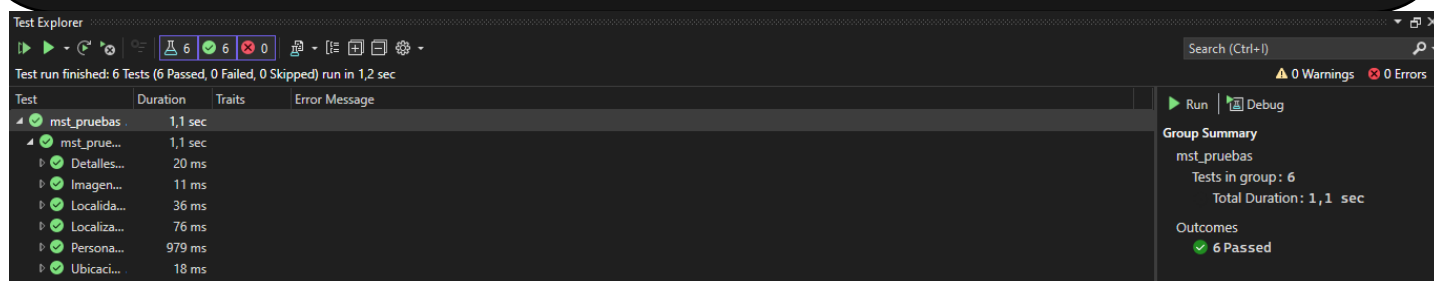 Test Explorer
6 6 0
Search (Ctrl+I)
Test run finished: 6 Tests (6 Passed, 0 Failed, 0 Skipped) run in 1,2 sec
0 Warnings 0 Errors
Test Duration Traits Error Message
mst_pruebas 1,1 sec
mst_prue... 1,1 sec
Detalles... 20 ms
Imagen... 11 ms
Localida... 36 ms
Localiza... 76 ms
Persona... 979 ms
Ubicaci... 18 ms
Run Debug
Group Summary
mst_pruebas
Tests in group: 6
Total Duration: 1,1 sec
Outcomes
6 Passed